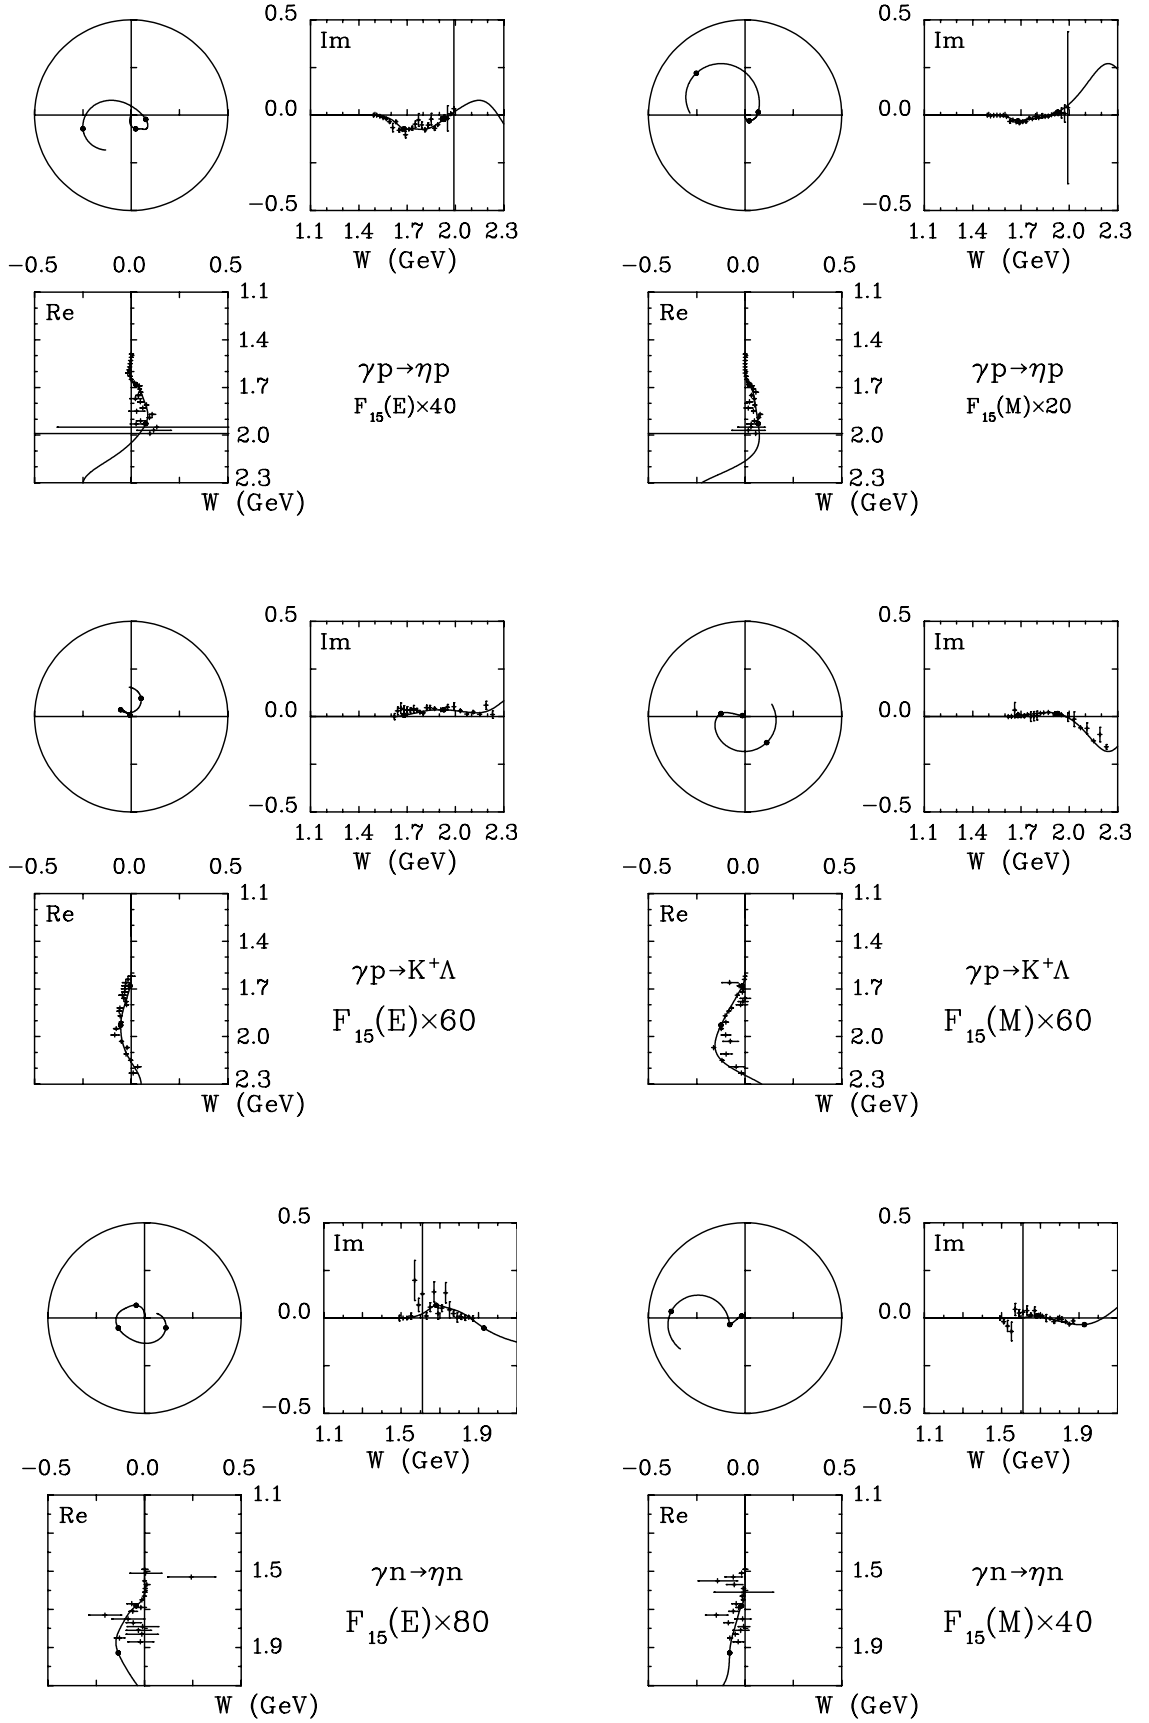 0.5
Im
0.0
−0.5
1.1 1.4 1.7 2.0 2.3
W (GeV)
−0.5 0.0 0.5
Re
1.1
1.4
1.7
2.0
2.3
W (GeV)
γp→ηp
F₁₅(E)×40
0.5
Im
0.0
−0.5
1.1 1.4 1.7 2.0 2.3
W (GeV)
−0.5 0.0 0.5
Re
1.1
1.4
1.7
2.0
2.3
W (GeV)
γp→ηp
F₁₅(M)×20
0.5
Im
0.0
−0.5
1.1 1.4 1.7 2.0 2.3
W (GeV)
−0.5 0.0 0.5
Re
1.1
1.4
1.7
2.0
2.3
W (GeV)
γp→K⁺Λ
F₁₅(E)×60
0.5
Im
0.0
−0.5
1.1 1.4 1.7 2.0 2.3
W (GeV)
−0.5 0.0 0.5
Re
1.1
1.4
1.7
2.0
2.3
W (GeV)
γp→K⁺Λ
F₁₅(M)×60
0.5
Im
0.0
−0.5
1.1 1.5 1.9
W (GeV)
−0.5 0.0 0.5
Re
1.1
1.5
1.9
W (GeV)
γn→ηn
F₁₅(E)×80
0.5
Im
0.0
−0.5
1.1 1.5 1.9
W (GeV)
−0.5 0.0 0.5
Re
1.1
1.5
1.9
W (GeV)
γn→ηn
F₁₅(M)×40